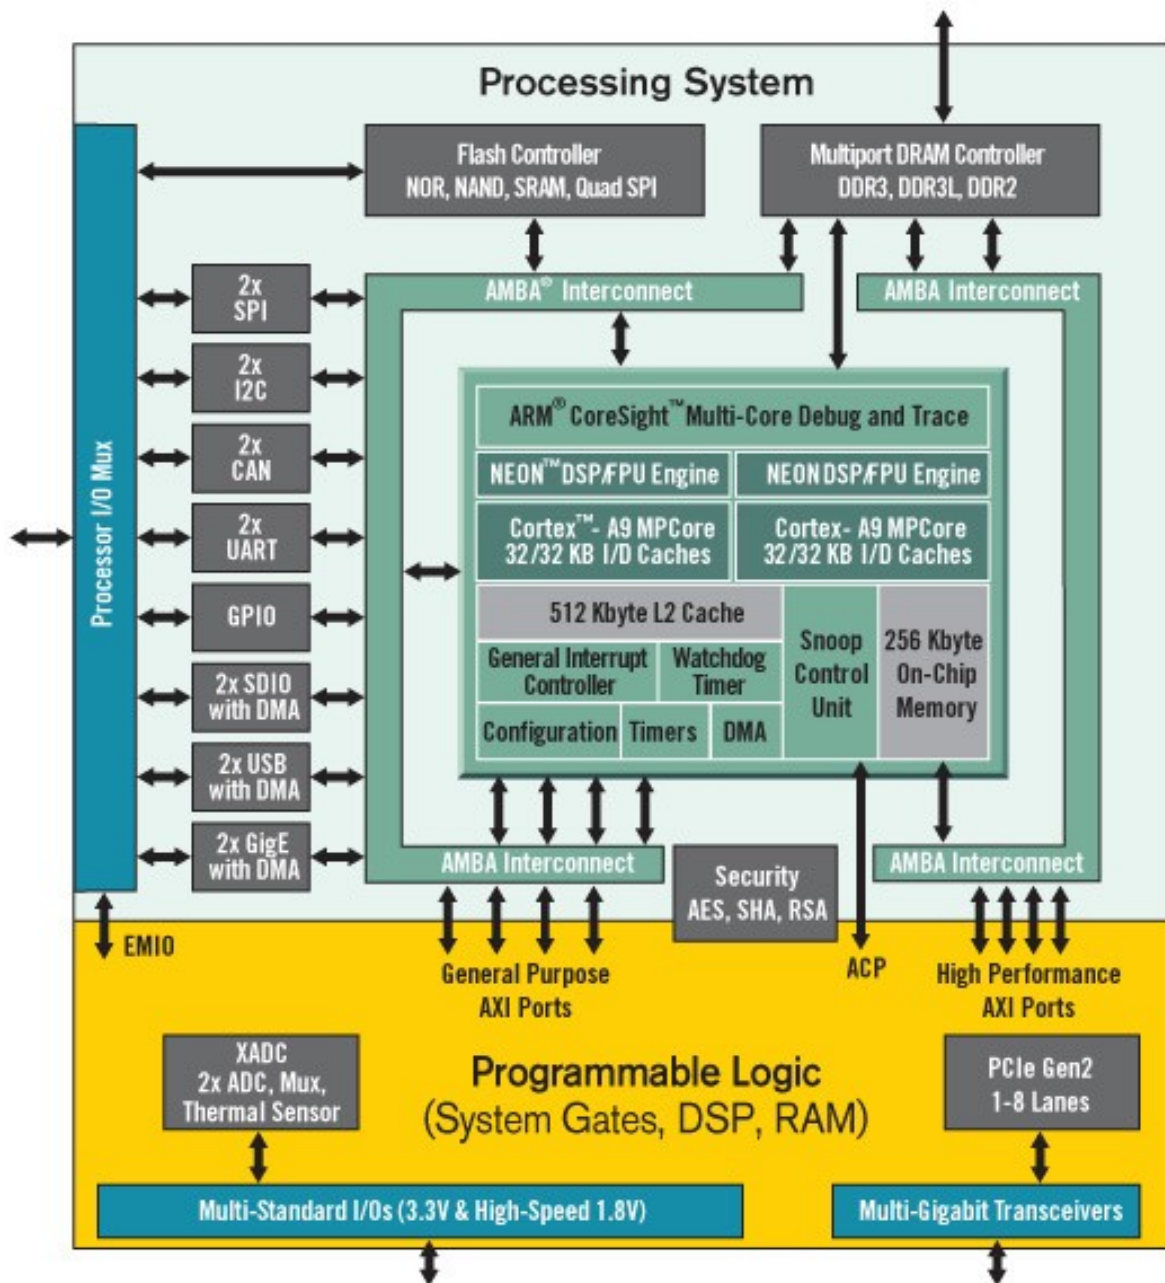 Processing System
Flash Controller
NOR, NAND, SRAM, Quad SPI
Multiport DRAM Controller
DDR3, DDR3L, DDR2
AMBA® Interconnect
AMBA Interconnect
Processor I/O Mux
2x
SPI
2x
I2C
2x
CAN
2x
UART
GPIO
2x SDIO
with DMA
2x USB
with DMA
2x GigE
with DMA
ARM® CoreSight™ Multi-Core Debug and Trace
NEON™ DSP/FPU Engine
NEON DSP/FPU Engine
Cortex™- A9 MPCore
32/32 KB I/D Caches
Cortex- A9 MPCore
32/32 KB I/D Caches
512 Kbyte L2 Cache
General Interrupt
Controller
Watchdog
Timer
Configuration
Timers
DMA
Snoop
Control
Unit
256 Kbyte
On-Chip
Memory
AMBA Interconnect
Security
AES, SHA, RSA
AMBA Interconnect
EMIO
General Purpose
AXI Ports
ACP
High Performance
AXI Ports
XADC
2x ADC, Mux,
Thermal Sensor
Programmable Logic
(System Gates, DSP, RAM)
PCIe Gen2
1-8 Lanes
Multi-Standard I/Os (3.3V & High-Speed 1.8V)
Multi-Gigabit Transceivers